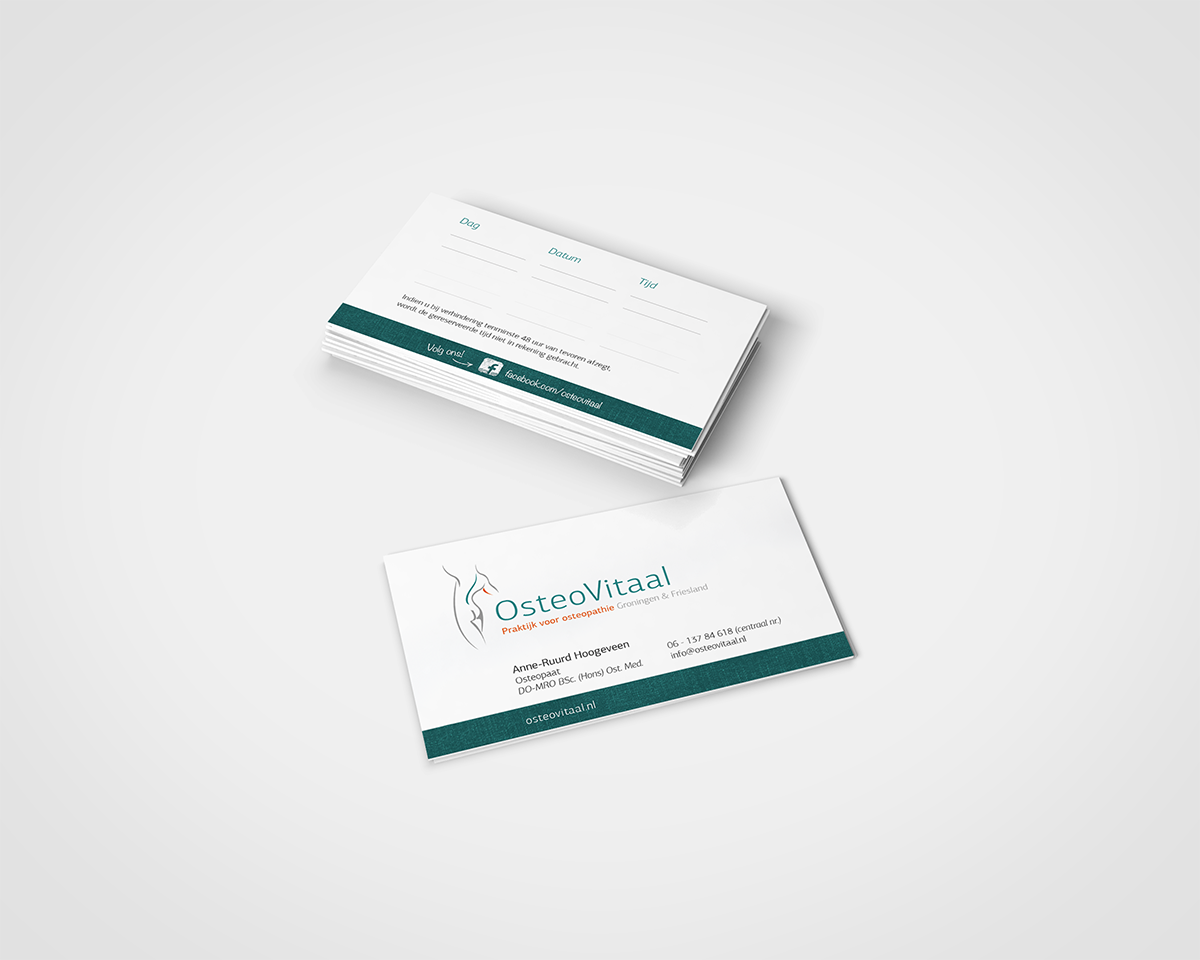 Dag Datum Tijd
Indien u bij verhindering tenminste 48 uur van tevoren afzegt,
wordt de gereserveerde tijd niet in rekening gebracht.
Volg ons! facebook.com/osteovitaal
OsteoVitaal
Praktijk voor osteopathie Groningen & Friesland
Anne-Ruurd Hoogeveen
Osteopaat
DO-MRO BSc. (Hons) Ost. Med.
06 - 137 84 618 (centraal nr.)
info@osteovitaal.nl
osteovitaal.nl